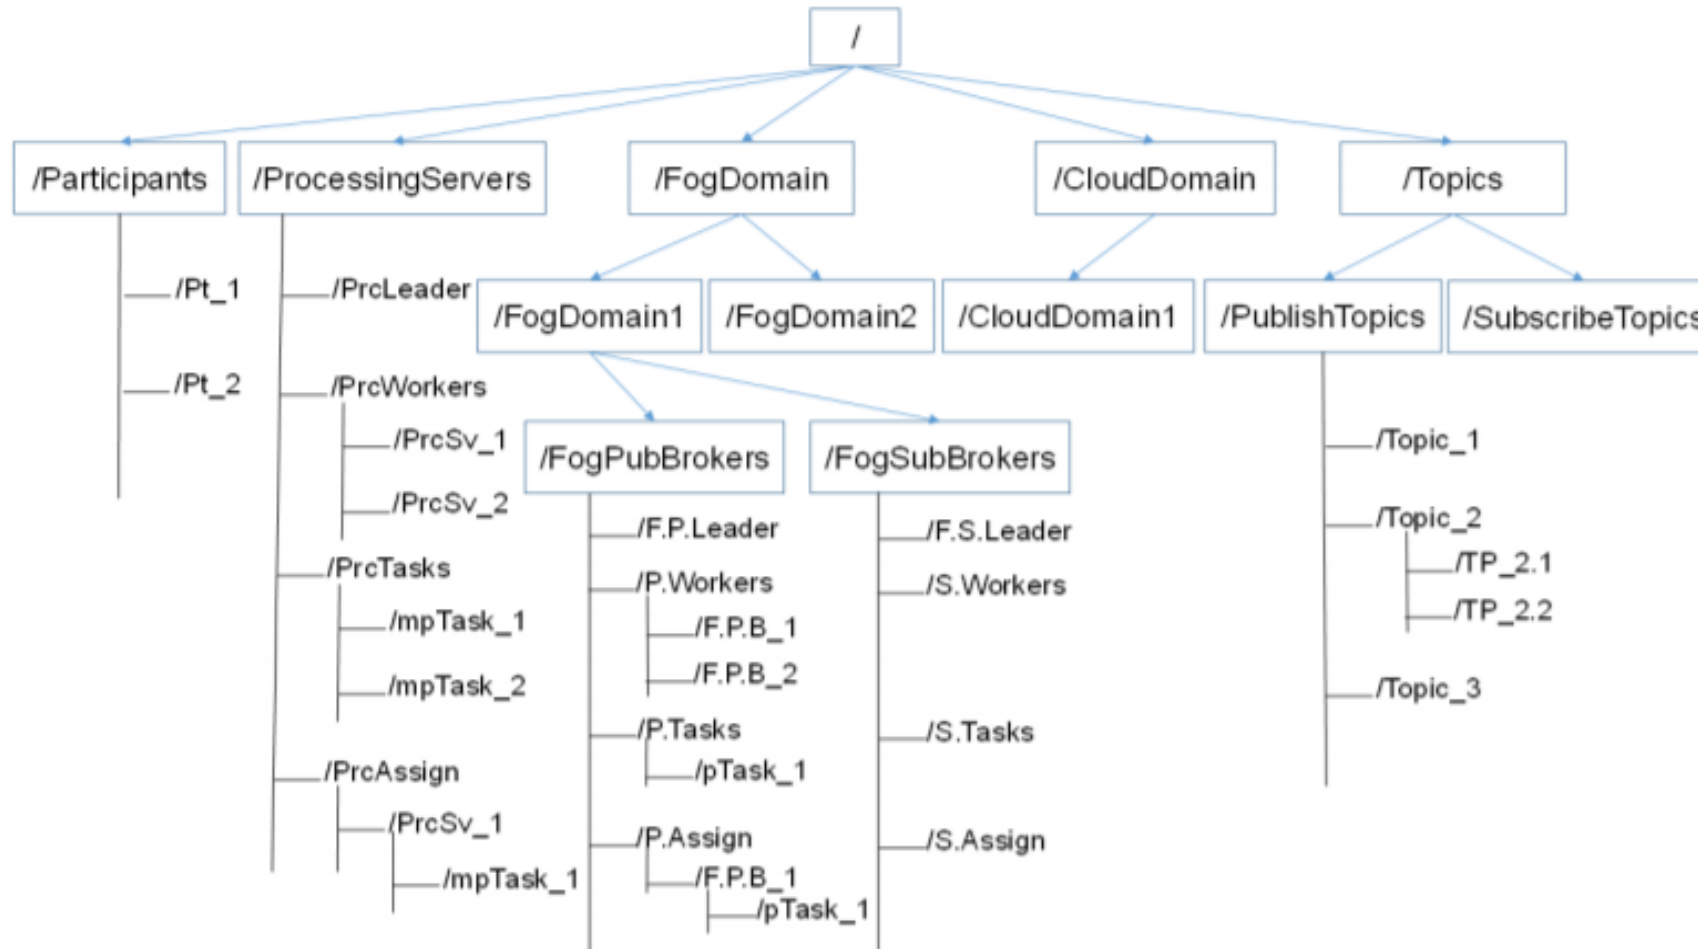 /
/Participants
/ProcessingServers
/FogDomain
/CloudDomain
/Topics
/Pt_1
/Pt_2
/PrcLeader
/PrcWorkers
/PrcSv_1
/PrcSv_2
/PrcTasks
/mpTask_1
/mpTask_2
/PrcAssign
/PrcSv_1
/mpTask_1
/FogDomain1
/FogDomain2
/CloudDomain1
/PublishTopics
/SubscribeTopics
/FogPubBrokers
/FogSubBrokers
/F.P.Leader
/P.Workers
/F.P.B_1
/F.P.B_2
/P.Tasks
/pTask_1
/P.Assign
/F.P.B_1
/pTask_1
/F.S.Leader
/S.Workers
/S.Tasks
/S.Assign
/Topic_1
/Topic_2
/TP_2.1
/TP_2.2
/Topic_3